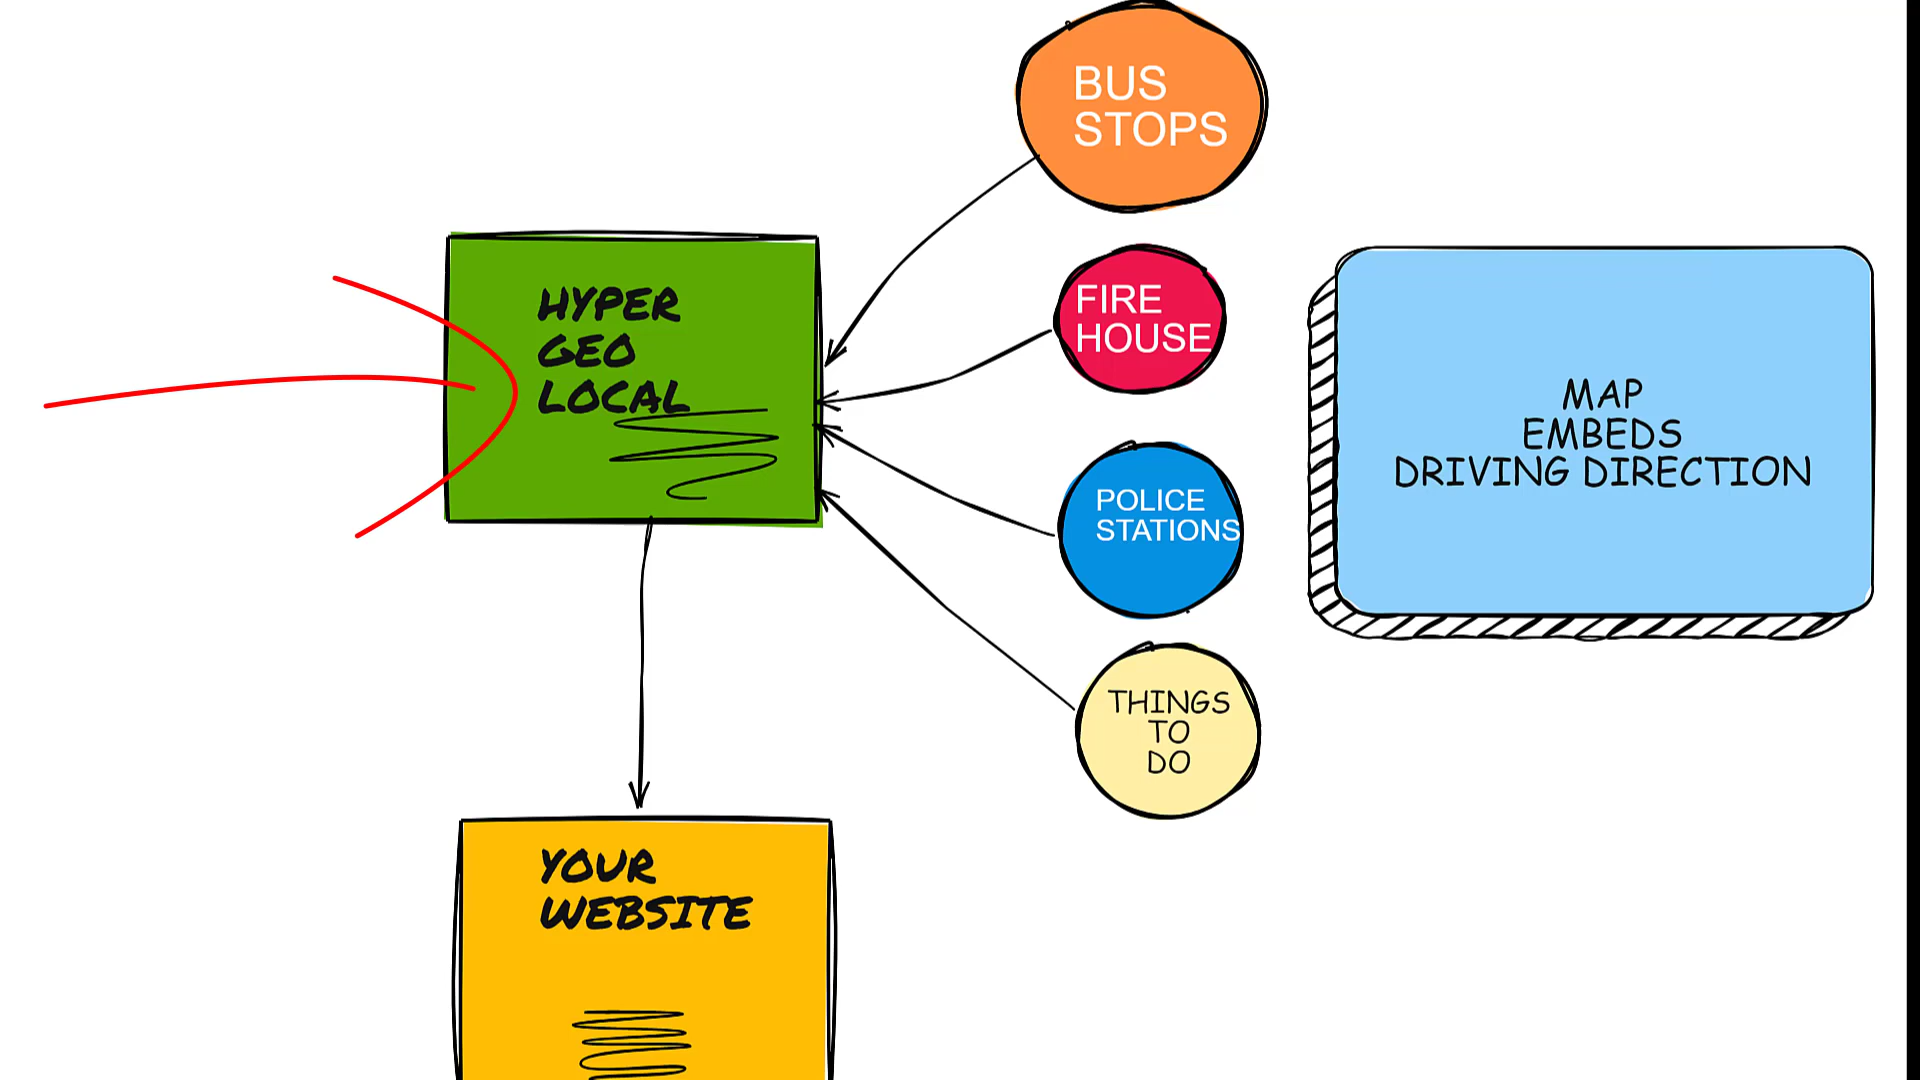 BUS
STOPS
HYPER
GEO
LOCAL
FIRE
HOUSE
MAP
EMBEDS
DRIVING DIRECTION
POLICE
STATIONS
THINGS
TO
DO
YOUR
WEBSITE